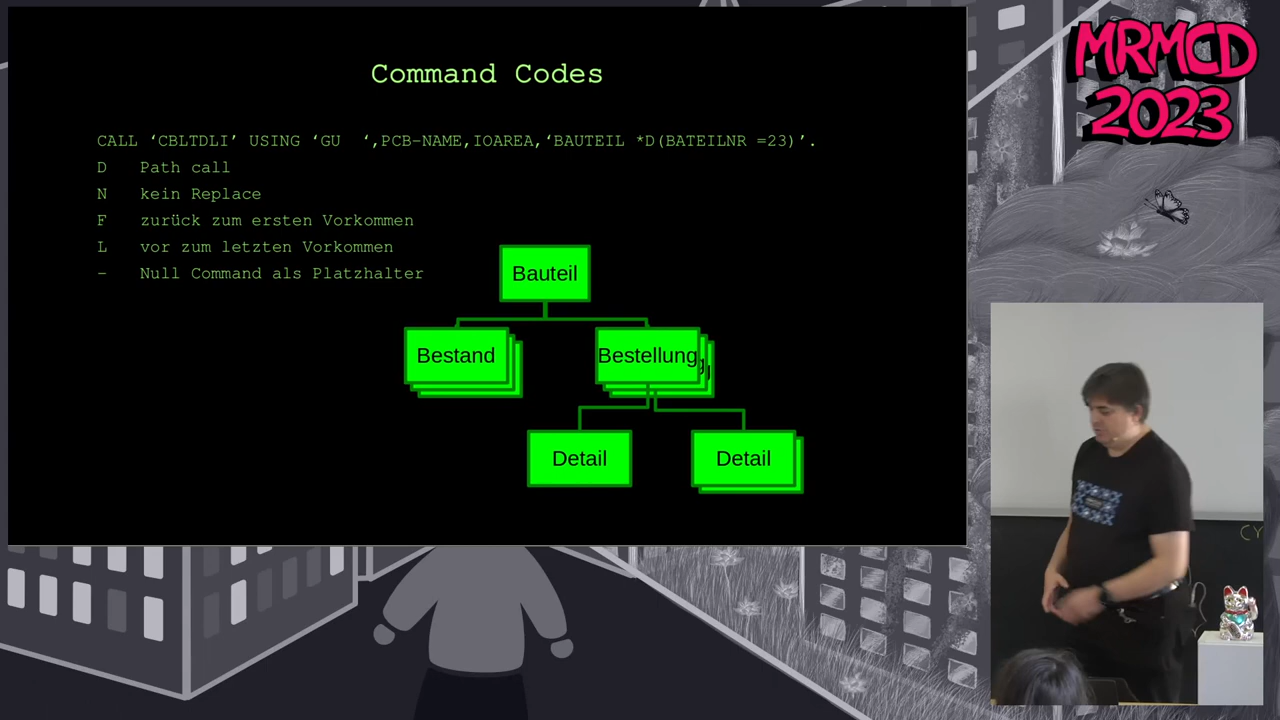 Command Codes
CALL ‘CBLTDLI’ USING ‘GU  ‘,PCB-NAME,IOAREA,‘BAUTEIL *D(BATEILNR =23)’.
D Path call
N kein Replace
F zurück zum ersten Vorkommen
L vor zum letzten Vorkommen
- Null Command als Platzhalter
Bauteil
Bestand
Bestellung
Detail
Detail
MRMCD
2023
CY